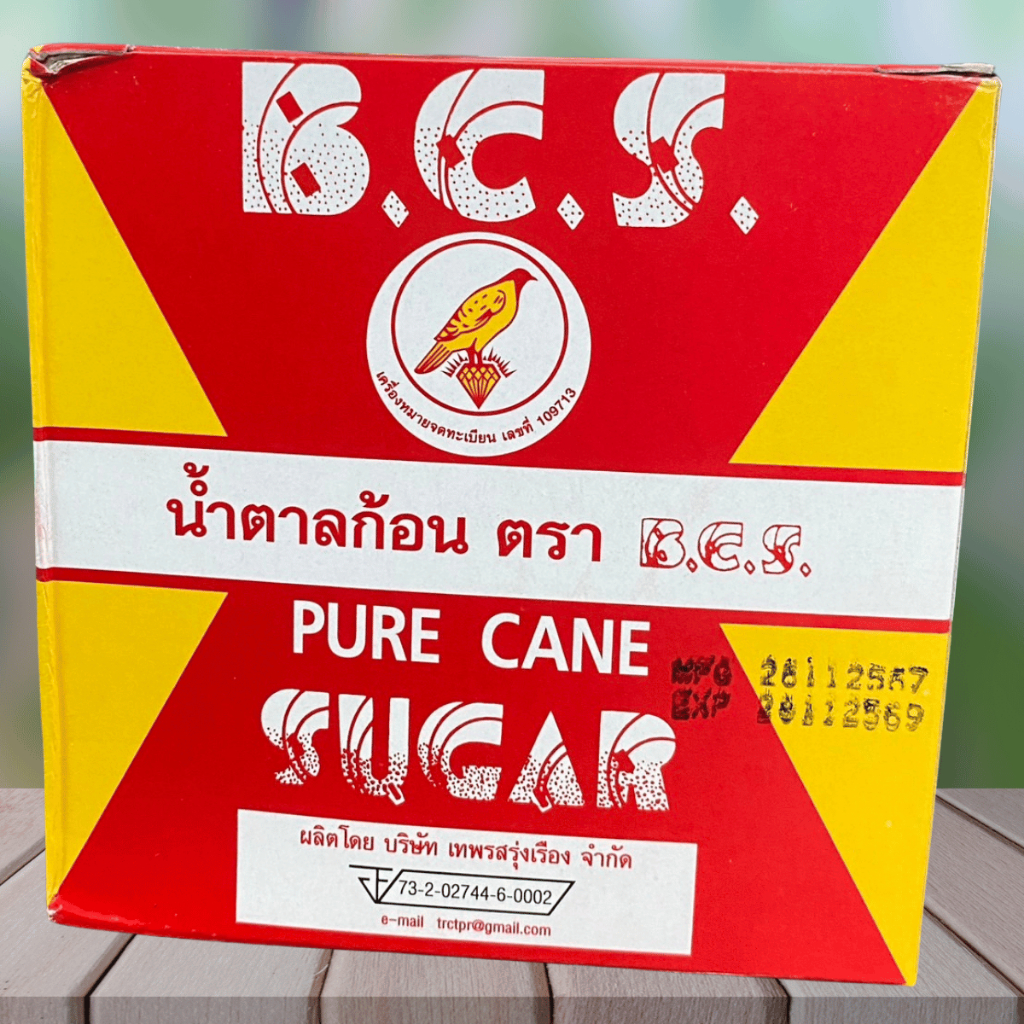 B.C.S.
เครื่องหมายจดทะเบียน เลขที่ 109713
น้ำตาลก้อน ตรา B.C.S.
PURE CANE
MFG 28112567
EXP 28112569
SUGAR
ผลิตโดย บริษัท เทพรสรุ่งเรือง จำกัด
73-2-02744-6-0002
e-mail trctpr@gmail.com